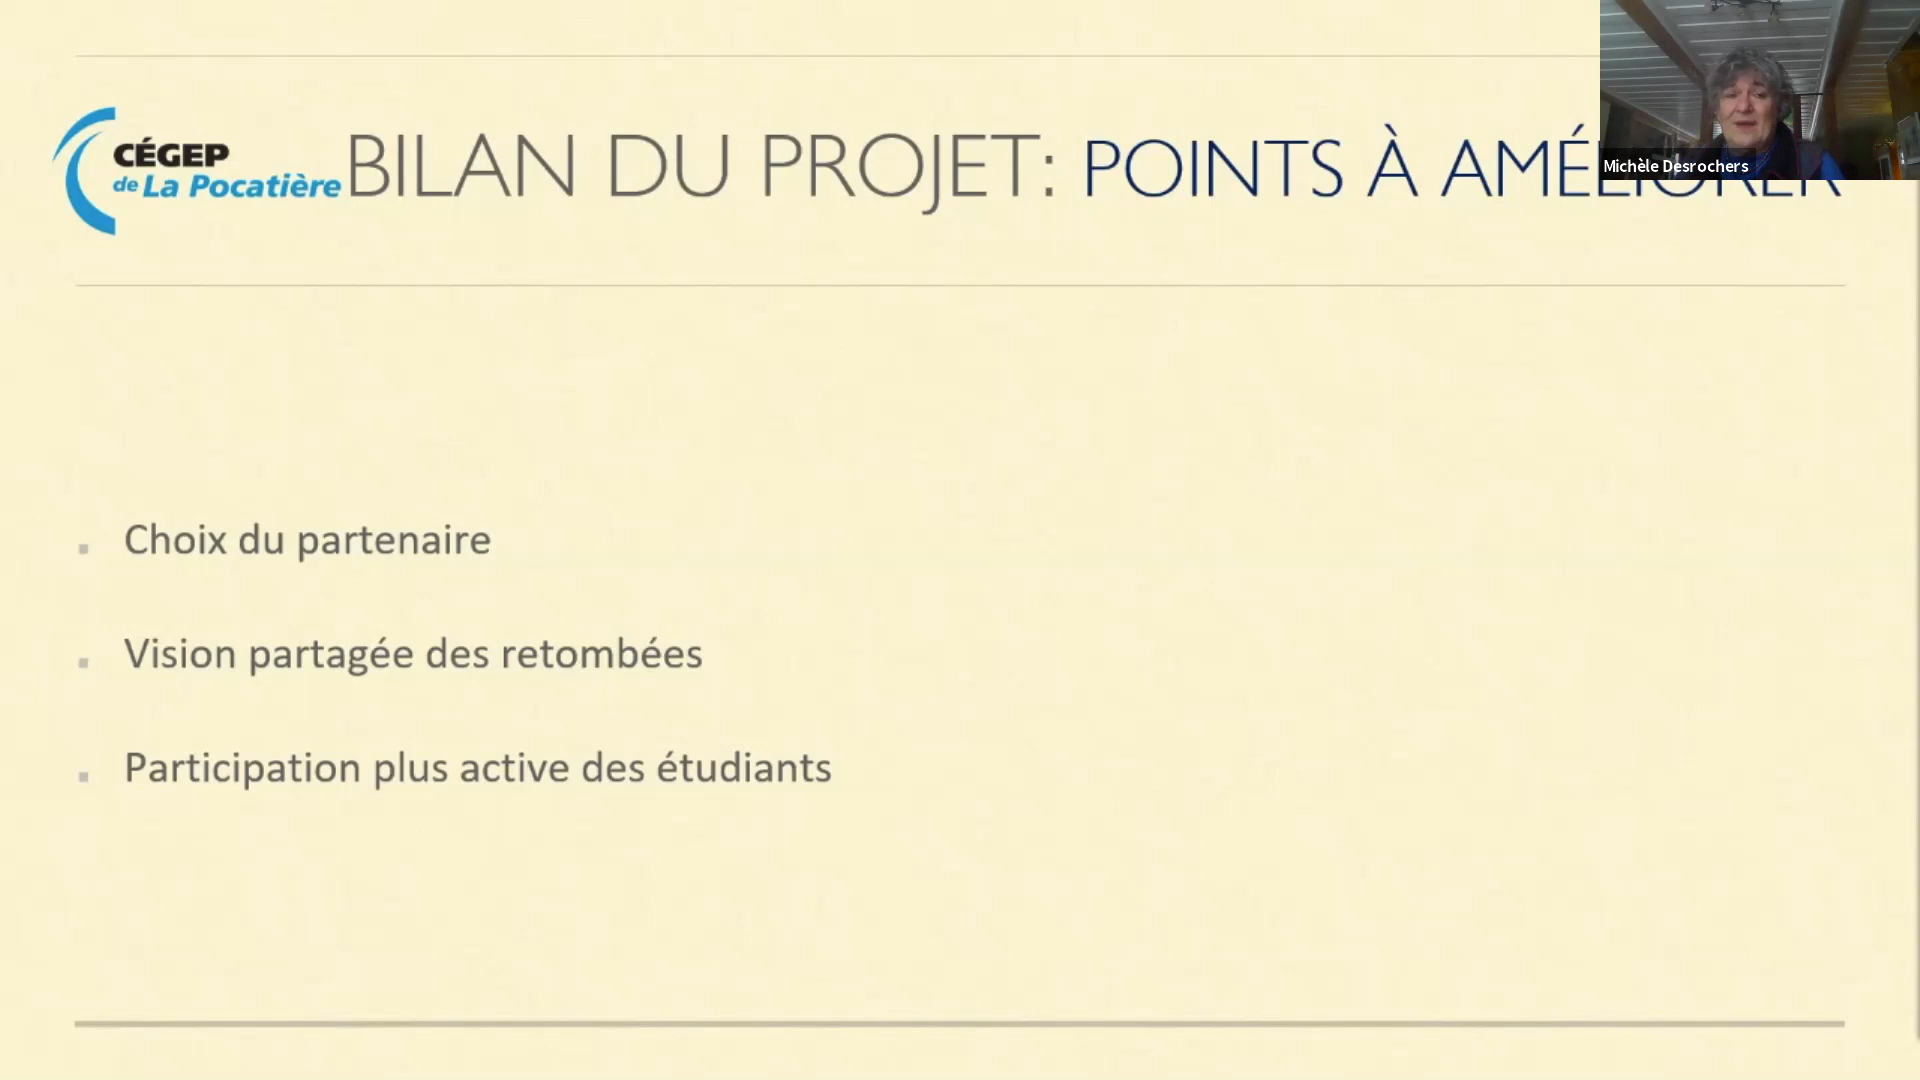 CÉGEP
de La Pocatière
BILAN DU PROJET: POINTS À AMÉLIORER
Michèle Desrochers
Choix du partenaire
Vision partagée des retombées
Participation plus active des étudiants